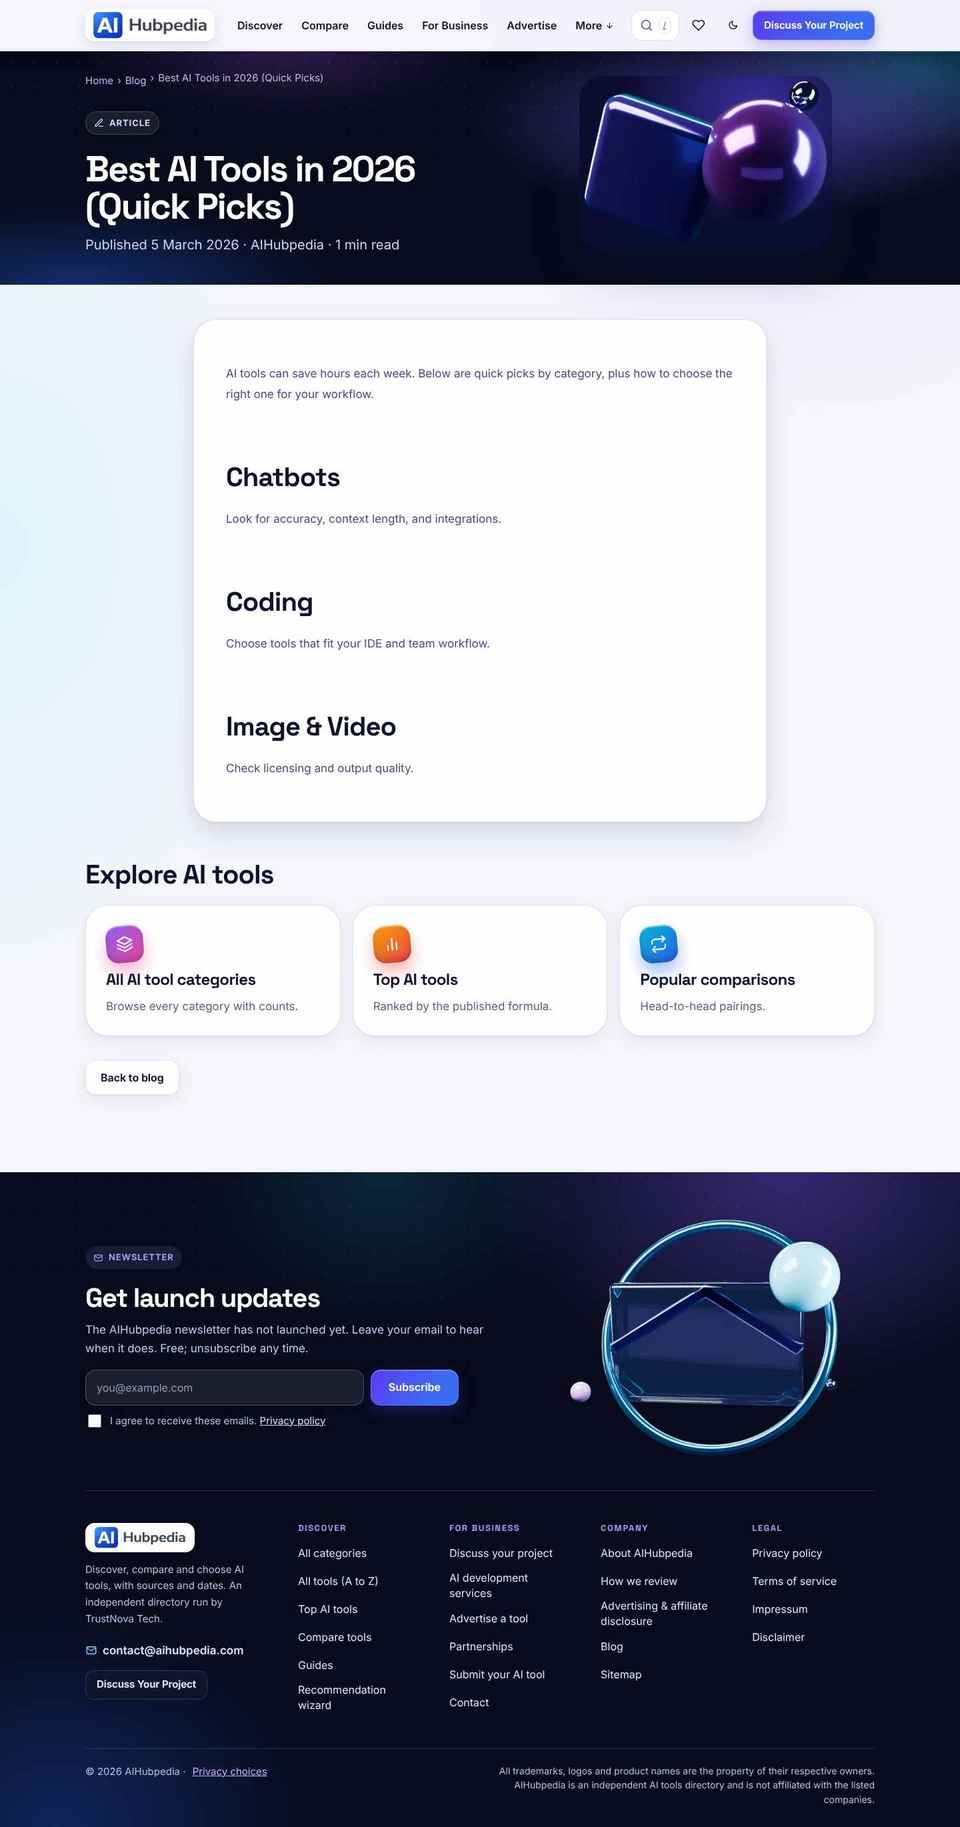 AI Hubpedia
Discover Compare Guides For Business Advertise More ↓ / Discuss Your Project
Home › Blog › Best AI Tools in 2026 (Quick Picks)
ARTICLE
Best AI Tools in 2026
(Quick Picks)
Published 5 March 2026 · AIHubpedia · 1 min read
AI tools can save hours each week. Below are quick picks by category, plus how to choose the
right one for your workflow.
Chatbots
Look for accuracy, context length, and integrations.
Coding
Choose tools that fit your IDE and team workflow.
Image & Video
Check licensing and output quality.
Explore AI tools
All AI tool categories
Browse every category with counts.
Top AI tools
Ranked by the published formula.
Popular comparisons
Head-to-head pairings.
Back to blog
NEWSLETTER
Get launch updates
The AIHubpedia newsletter has not launched yet. Leave your email to hear
when it does. Free; unsubscribe any time.
you@example.com
Subscribe
I agree to receive these emails. Privacy policy
AI Hubpedia
Discover, compare and choose AI
tools, with sources and dates. An
independent directory run by
TrustNova Tech.
contact@aihubpedia.com
Discuss Your Project
DISCOVER
All categories
All tools (A to Z)
Top AI tools
Compare tools
Guides
Recommendation
wizard
FOR BUSINESS
Discuss your project
AI development
services
Advertise a tool
Partnerships
Submit your AI tool
Contact
COMPANY
About AIHubpedia
How we review
Advertising & affiliate
disclosure
Blog
Sitemap
LEGAL
Privacy policy
Terms of service
Impressum
Disclaimer
© 2026 AIHubpedia · Privacy choices
All trademarks, logos and product names are the property of their respective owners.
AIHubpedia is an independent AI tools directory and is not affiliated with the listed
companies.